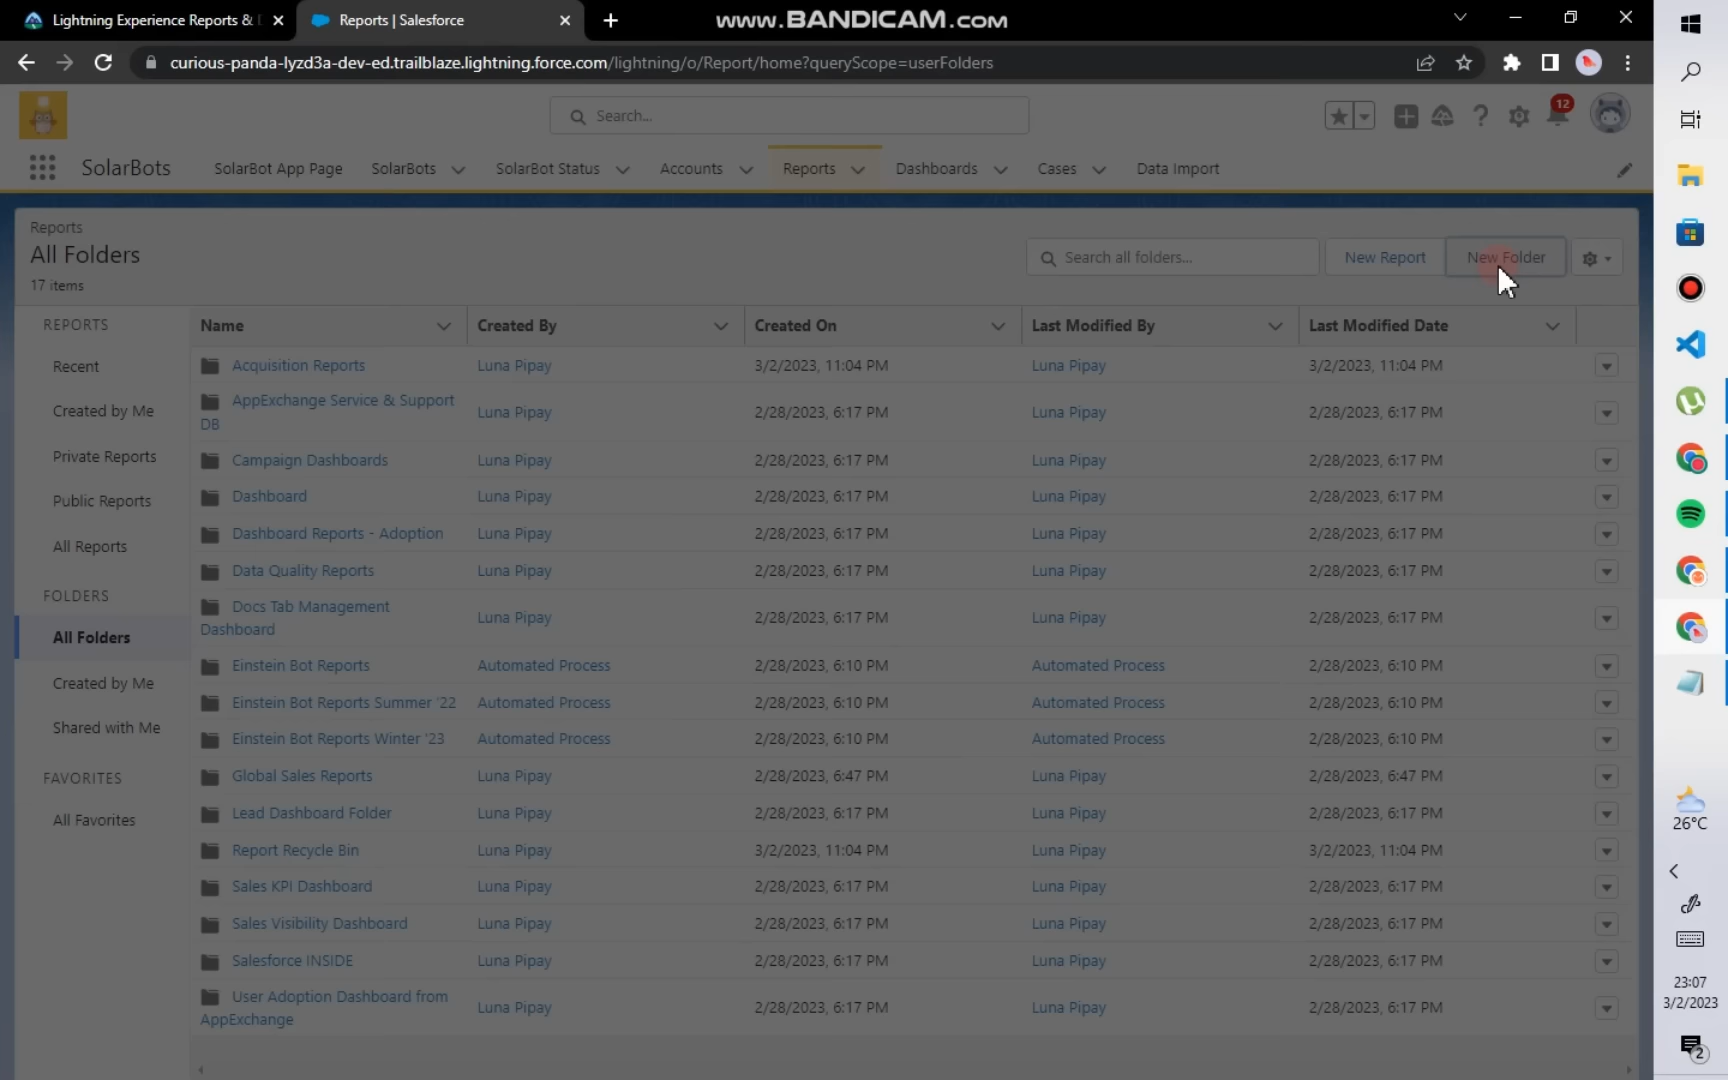 Lightning Experience Reports & D
Reports | Salesforce
www.BANDICAM.com
curious-panda-lyzd3a-dev-ed.trailblaze.lightning.force.com/lightning/o/Report/home?queryScope=userFolders
Search...
12
SolarBots
SolarBot App Page
SolarBots
SolarBot Status
Accounts
Reports
Dashboards
Cases
Data Import
Reports
All Folders
17 items
Search all folders...
New Report
New Folder
REPORTS
Recent
Created by Me
Private Reports
Public Reports
All Reports
FOLDERS
All Folders
Created by Me
Shared with Me
FAVORITES
All Favorites
Name Created By Created On Last Modified By Last Modified Date
Acquisition Reports Luna Pipay 3/2/2023, 11:04 PM Luna Pipay 3/2/2023, 11:04 PM
AppExchange Service & Support
DB Luna Pipay 2/28/2023, 6:17 PM Luna Pipay 2/28/2023, 6:17 PM
Campaign Dashboards Luna Pipay 2/28/2023, 6:17 PM Luna Pipay 2/28/2023, 6:17 PM
Dashboard Luna Pipay 2/28/2023, 6:17 PM Luna Pipay 2/28/2023, 6:17 PM
Dashboard Reports - Adoption Luna Pipay 2/28/2023, 6:17 PM Luna Pipay 2/28/2023, 6:17 PM
Data Quality Reports Luna Pipay 2/28/2023, 6:17 PM Luna Pipay 2/28/2023, 6:17 PM
Docs Tab Management
Dashboard Luna Pipay 2/28/2023, 6:17 PM Luna Pipay 2/28/2023, 6:17 PM
Einstein Bot Reports Automated Process 2/28/2023, 6:10 PM Automated Process 2/28/2023, 6:10 PM
Einstein Bot Reports Summer '22 Automated Process 2/28/2023, 6:10 PM Automated Process 2/28/2023, 6:10 PM
Einstein Bot Reports Winter '23 Automated Process 2/28/2023, 6:10 PM Automated Process 2/28/2023, 6:10 PM
Global Sales Reports Luna Pipay 2/28/2023, 6:47 PM Luna Pipay 2/28/2023, 6:47 PM
Lead Dashboard Folder Luna Pipay 2/28/2023, 6:17 PM Luna Pipay 2/28/2023, 6:17 PM
Report Recycle Bin Luna Pipay 3/2/2023, 11:04 PM Luna Pipay 3/2/2023, 11:04 PM
Sales KPI Dashboard Luna Pipay 2/28/2023, 6:17 PM Luna Pipay 2/28/2023, 6:17 PM
Sales Visibility Dashboard Luna Pipay 2/28/2023, 6:17 PM Luna Pipay 2/28/2023, 6:17 PM
Salesforce INSIDE Luna Pipay 2/28/2023, 6:17 PM Luna Pipay 2/28/2023, 6:17 PM
User Adoption Dashboard from
AppExchange Luna Pipay 2/28/2023, 6:17 PM Luna Pipay 2/28/2023, 6:17 PM
26°C
23:07
3/2/2023
2